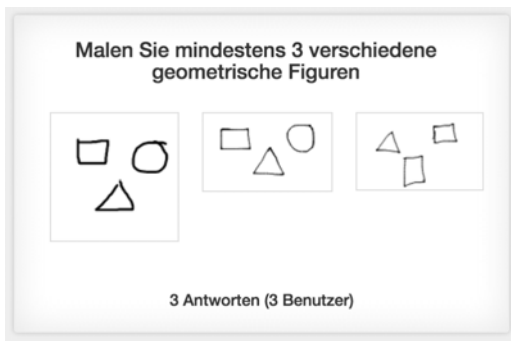 Malen Sie mindestens 3 verschiedene
geometrische Figuren
3 Antworten (3 Benutzer)